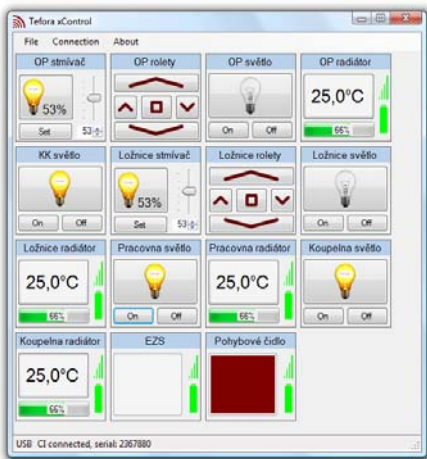 Tefora xControl
File Connection About
OP stmívač OP rolety OP světlo OP radiátor
53% 25,0°C
Set 53 On Off 66%
KK světlo Ložnice stmívač Ložnice rolety Ložnice světlo
53%
On Off Set 53 On Off
Ložnice radiátor Pracovna světlo Pracovna radiátor Koupelna světlo
25,0°C 25,0°C
66% On Off 66% On Off
Koupelna radiátor EZS Pohybové čidlo
25,0°C
66%
USB CI connected, serial: 2367880